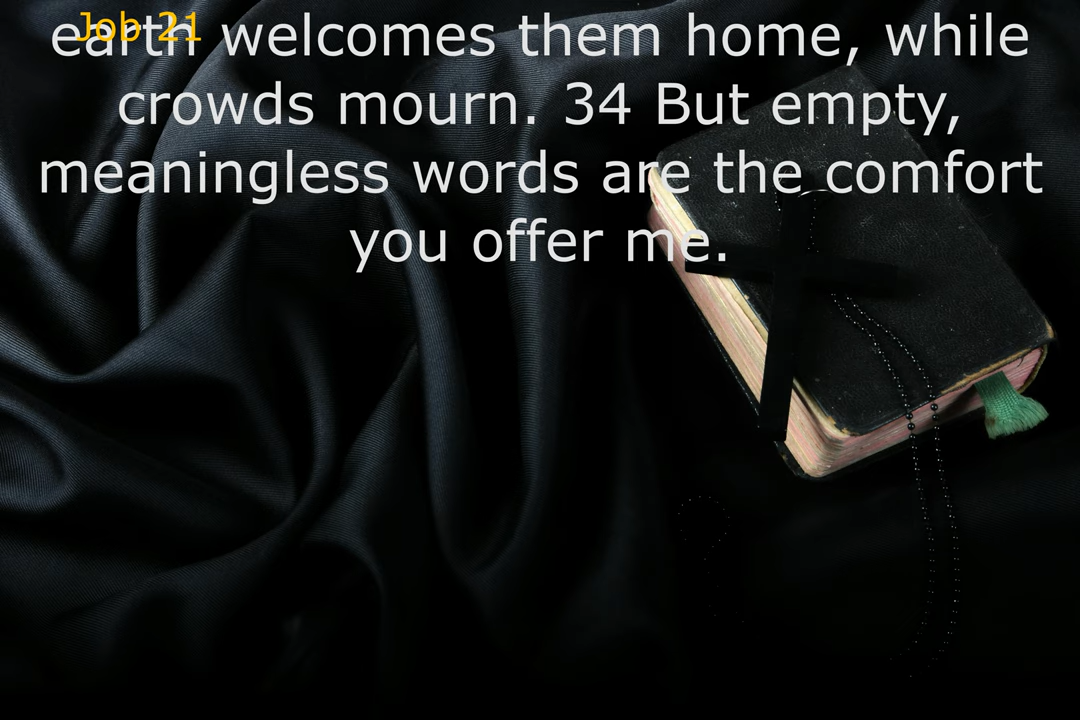 Job 21
earth welcomes them home, while
crowds mourn. 34 But empty,
meaningless words are the comfort
you offer me.